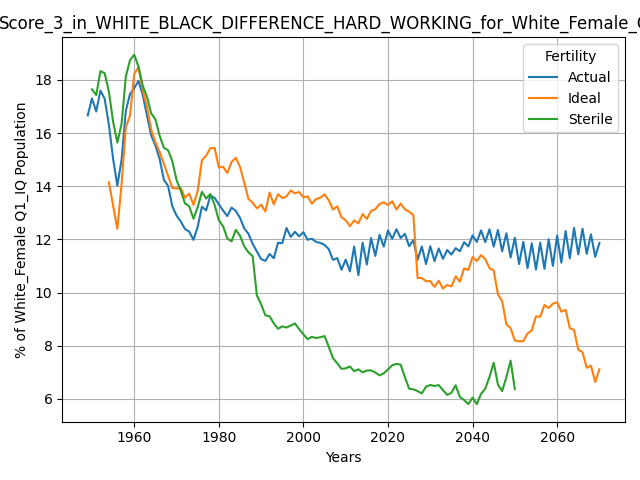 Score_3_in_WHITE_BLACK_DIFFERENCE_HARD_WORKING_for_White_Female_
Fertility
Actual
Ideal
Sterile
% of White_Female Q1_IQ Population
18
16
14
12
10
8
6
1960
1980
2000
2020
2040
2060
Years